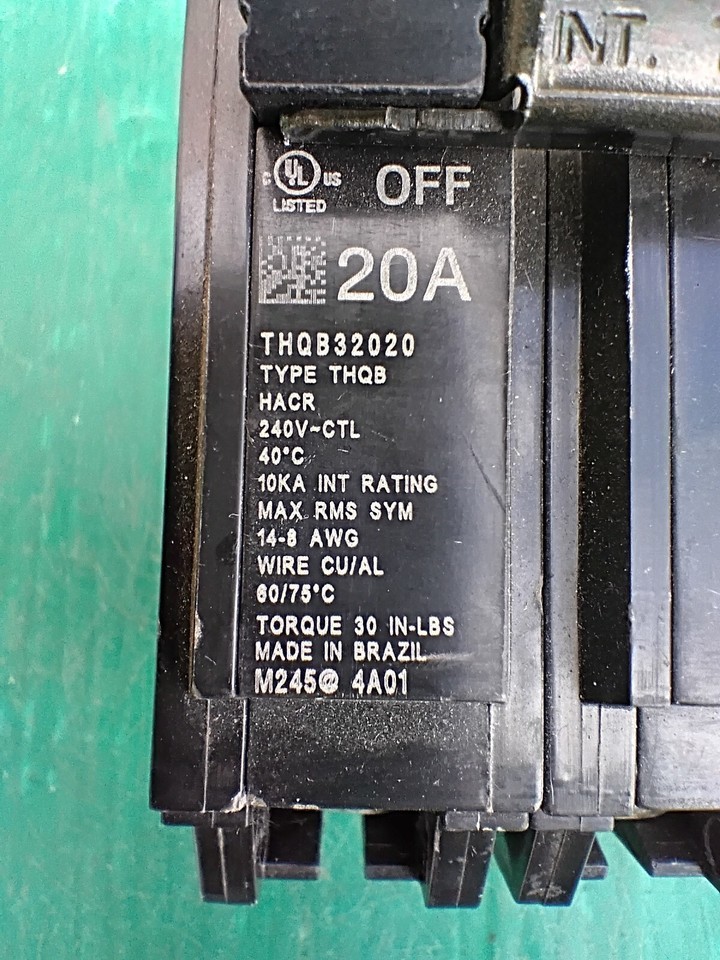 INT.
C UL US
LISTED
OFF
20A
THQB32020
TYPE THQB
HACR
240V~CTL
40°C
10KA INT RATING
MAX RMS SYM
14-8 AWG
WIRE CU/AL
60/75°C
TORQUE 30 IN-LBS
MADE IN BRAZIL
M245@ 4A01